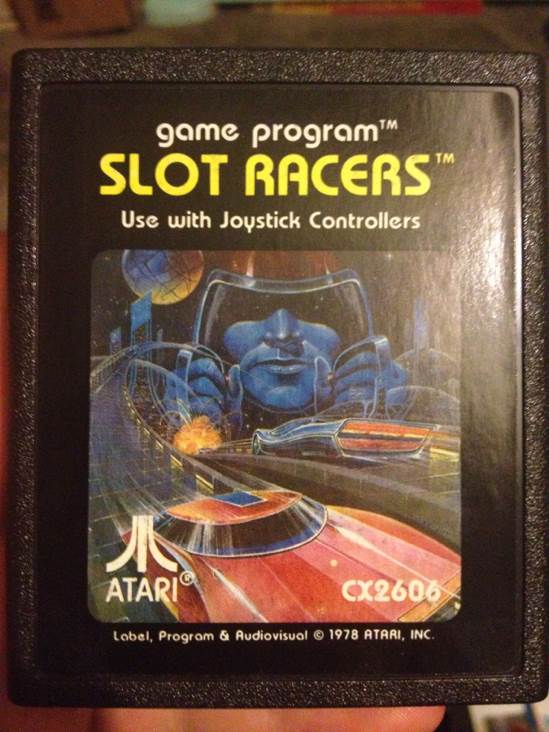 game program™
SLOT RACERS™
Use with Joystick Controllers
ATARI®
CX2606
Label, Program & Audiovisual © 1978 ATARI, INC.